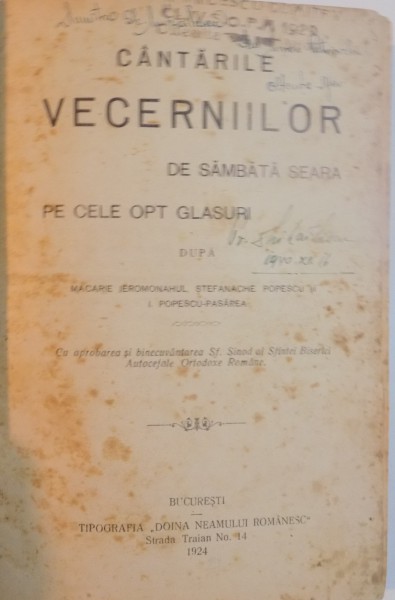 CÂNTĂRILE
VECERNIILOR
DE SÂMBĂTĂ SEARA
PE CELE OPT GLASURI
DUPĂ
MACARIE IEROMONAHUL, ȘTEFANACHE POPESCU ȘI
I. POPESCU-PASĂREA
Cu aprobarea și binecuvântarea Sf. Sinod al Sfintei Biserici
Autocefale Ortodoxe Române.
BUCUREȘTI
TIPOGRAFIA „DOINA NEAMULUI ROMÂNESC"
Strada Traian No. 14
1924